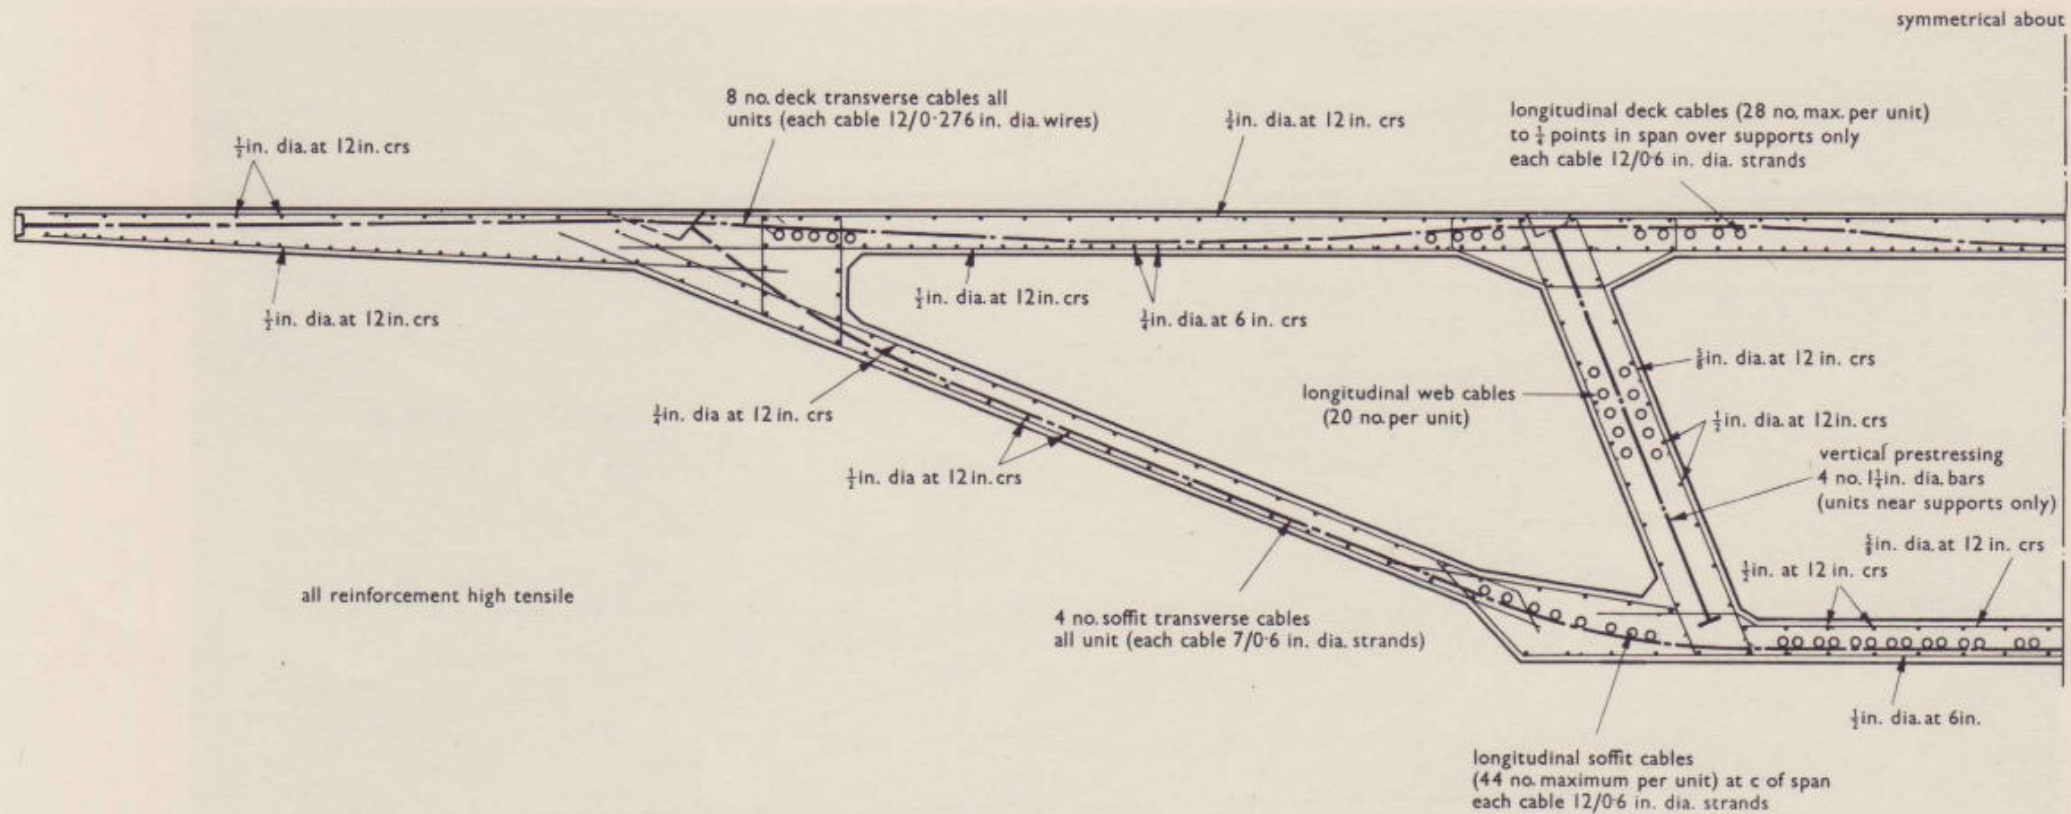 symmetrical about
8 no. deck transverse cables all
units (each cable 12/0·276 in. dia. wires)
¾in. dia. at 12 in. crs
longitudinal deck cables (28 no. max. per unit)
to ¼ points in span over supports only
each cable 12/0·6 in. dia. strands
½in. dia. at 12in. crs
½in. dia. at 12in. crs
½in. dia. at 12in. crs
¾in. dia. at 6 in. crs
⅝in. dia. at 12 in. crs
longitudinal web cables
(20 no. per unit)
¾in. dia at 12 in. crs
½in. dia. at 12in. crs
½in. dia at 12in. crs
vertical prestressing
4 no. 1¼in. dia. bars
(units near supports only)
⅝in. dia. at 12 in. crs
½in. at 12 in. crs
all reinforcement high tensile
4 no. soffit transverse cables
all unit (each cable 7/0·6 in. dia. strands)
½in. dia. at 6in.
longitudinal soffit cables
(44 no. maximum per unit) at c of span
each cable 12/0·6 in. dia. strands